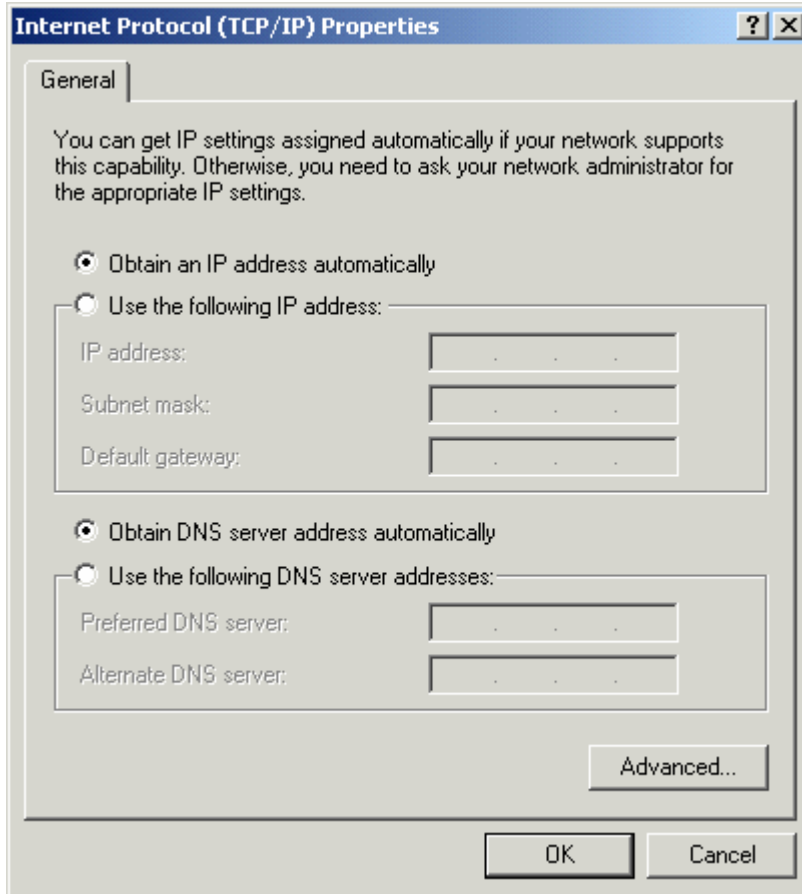 Internet Protocol (TCP/IP) Properties
General
You can get IP settings assigned automatically if your network supports
this capability. Otherwise, you need to ask your network administrator for
the appropriate IP settings.
Obtain an IP address automatically
Use the following IP address:
IP address:
Subnet mask:
Default gateway:
Obtain DNS server address automatically
Use the following DNS server addresses:
Preferred DNS server:
Alternate DNS server:
Advanced...
OK
Cancel